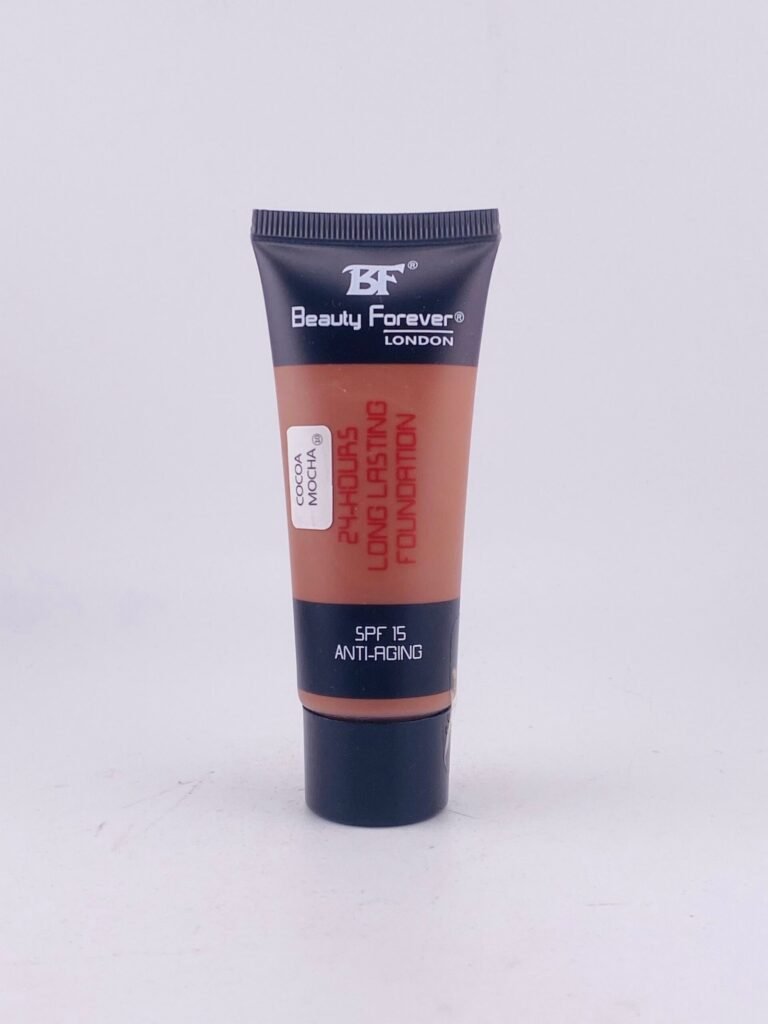 BF®
Beauty Forever®
LONDON
COCOA
MOCHA
24-HOURS
LONG LASTING
FOUNDATION
SPF 15
ANTI-AGING